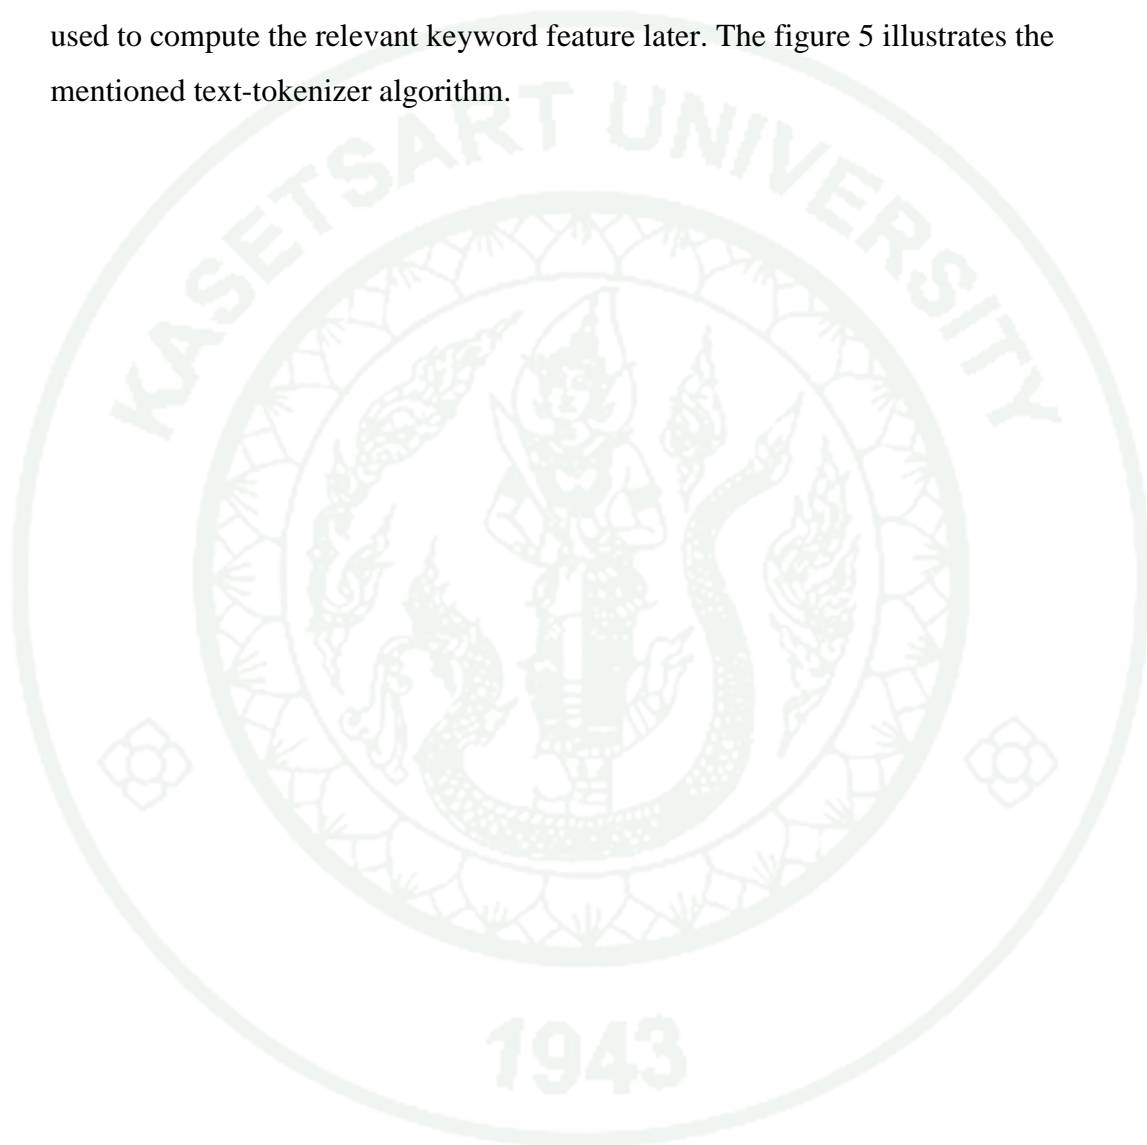 used to compute the relevant keyword feature later. The figure 5 illustrates the
mentioned text-tokenizer algorithm.
KASETSART UNIVERSITY
1943